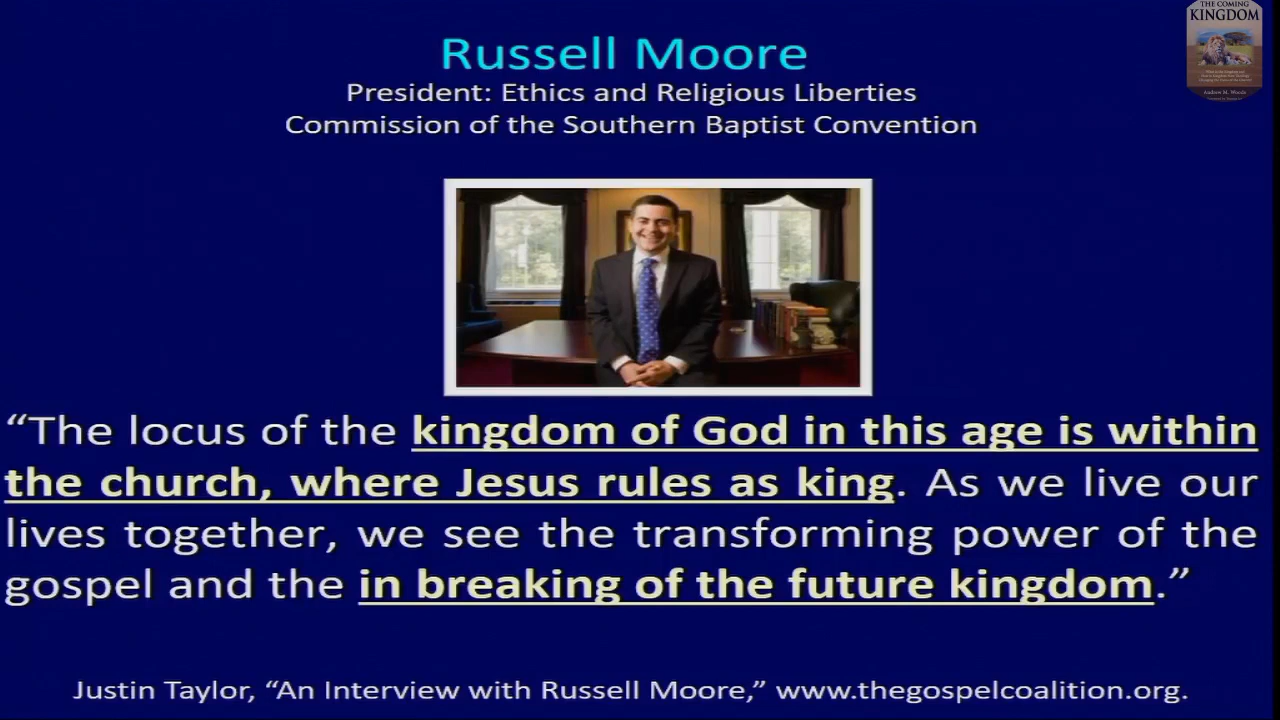 THE COMING
KINGDOM
Andrew M. Woods
Russell Moore
President: Ethics and Religious Liberties
Commission of the Southern Baptist Convention
“The locus of the kingdom of God in this age is within
the church, where Jesus rules as king. As we live our
lives together, we see the transforming power of the
gospel and the in breaking of the future kingdom.”
Justin Taylor, “An Interview with Russell Moore,” www.thegospelcoalition.org.